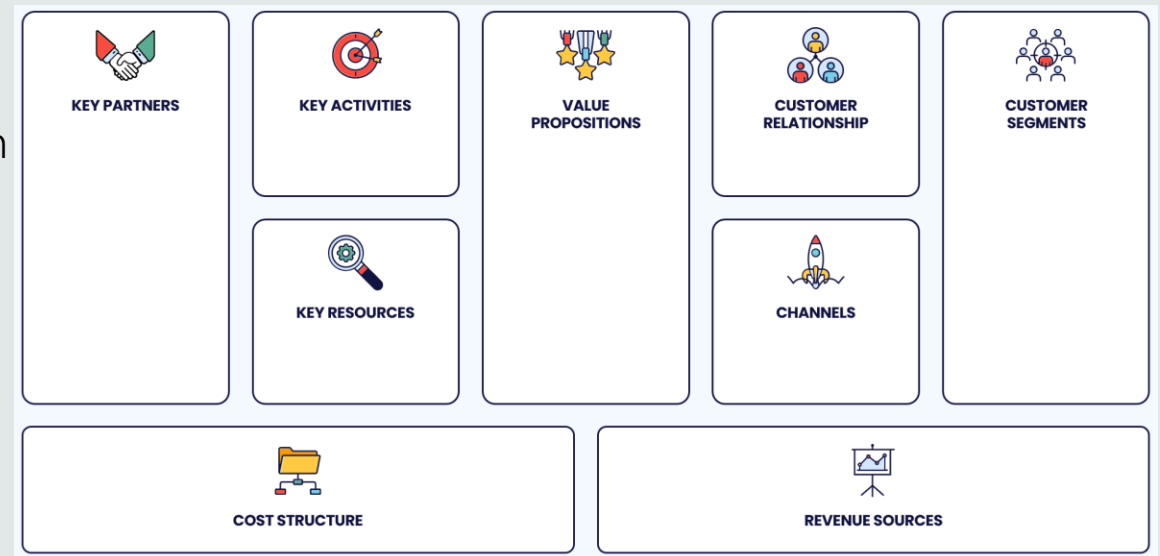 KEY PARTNERS
KEY ACTIVITIES
VALUE
PROPOSITIONS
CUSTOMER
RELATIONSHIP
CUSTOMER
SEGMENTS
KEY RESOURCES
CHANNELS
COST STRUCTURE
REVENUE SOURCES